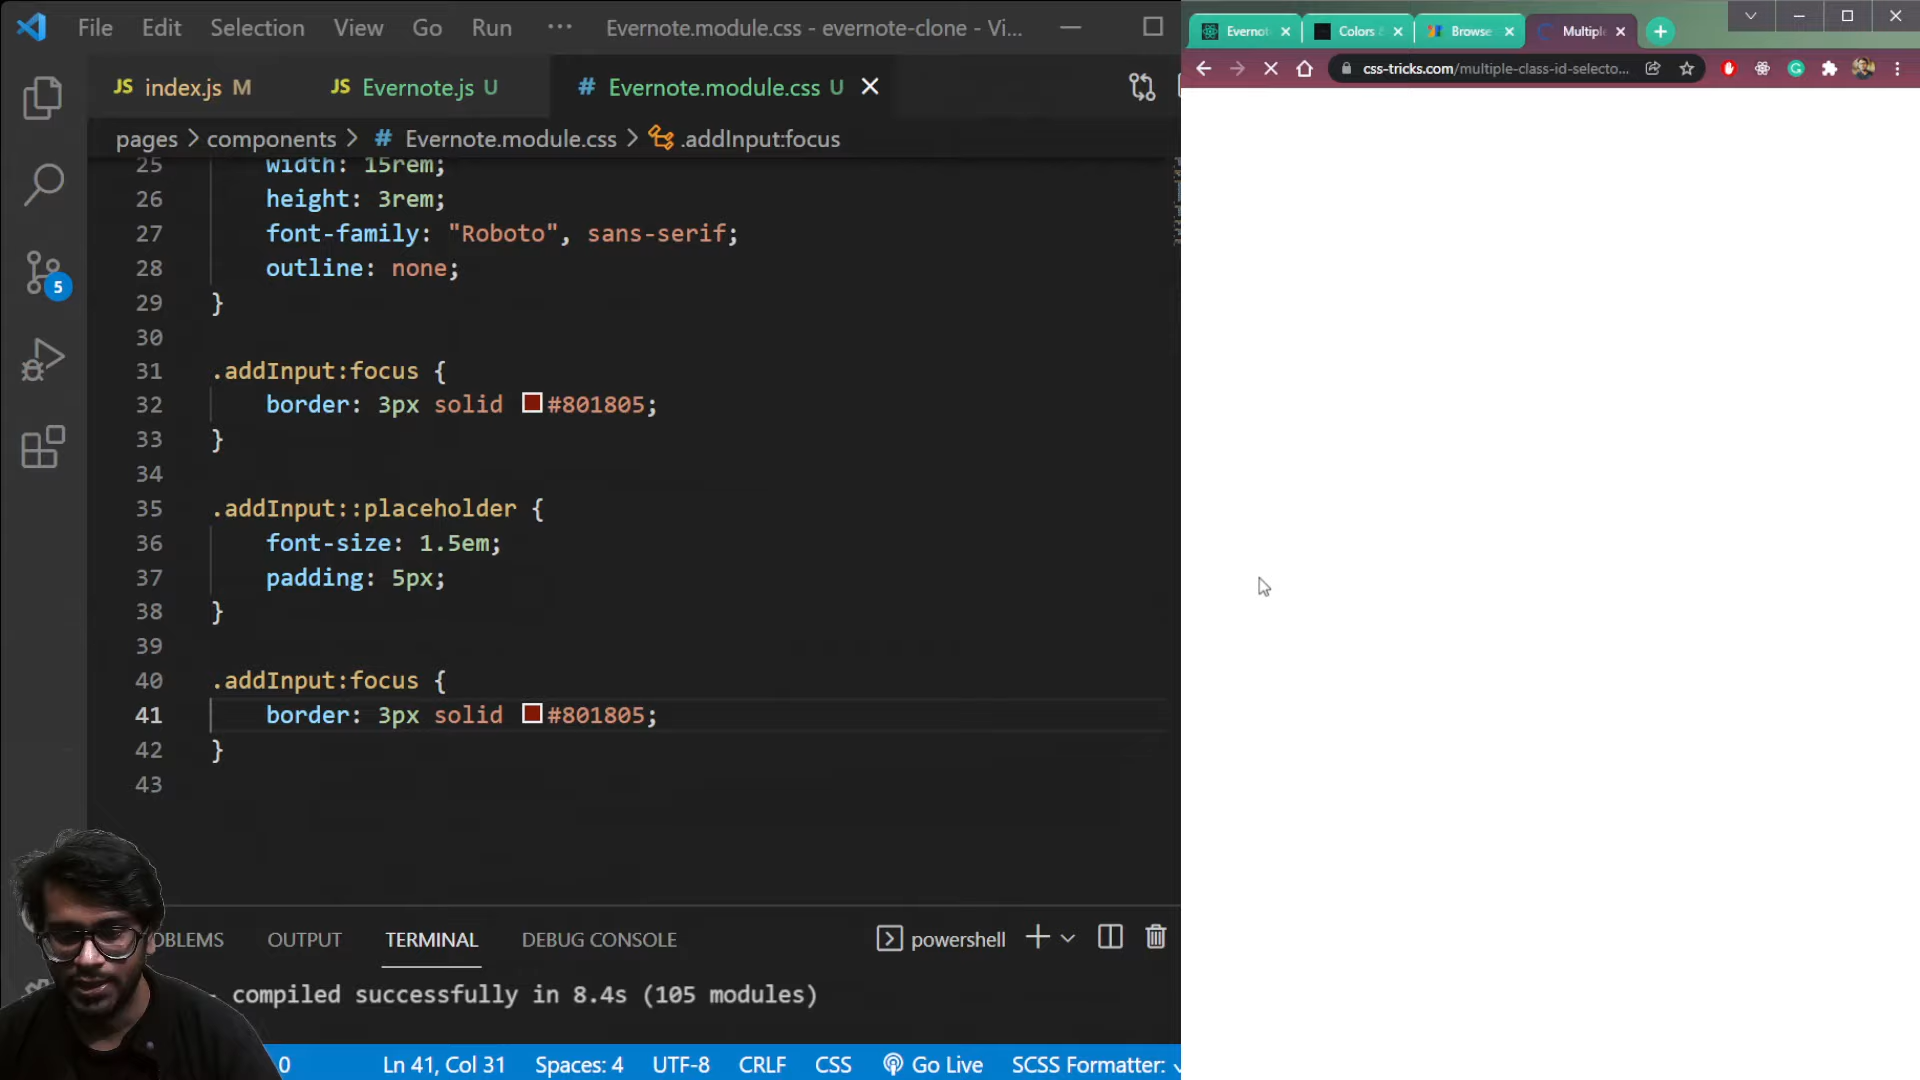 File Edit Selection View Go Run ··· Evernote.module.css - evernote-clone - Vi...
JS index.js M JS Evernote.js U # Evernote.module.css U
pages > components > # Evernote.module.css > .addInput:focus
25 width: 15rem;
26 height: 3rem;
27 font-family: "Roboto", sans-serif;
28 outline: none;
29 }
30
31 .addInput:focus {
32 border: 3px solid #801805;
33 }
34
35 .addInput::placeholder {
36 font-size: 1.5em;
37 padding: 5px;
38 }
39
40 .addInput:focus {
41 border: 3px solid #801805;
42 }
43
5
OBLEMS OUTPUT TERMINAL DEBUG CONSOLE powershell
- compiled successfully in 8.4s (105 modules)
0 Ln 41, Col 31 Spaces: 4 UTF-8 CRLF CSS Go Live SCSS Formatter:
Evernot Colors & Browse Multiple
css-tricks.com/multiple-class-id-selecto...